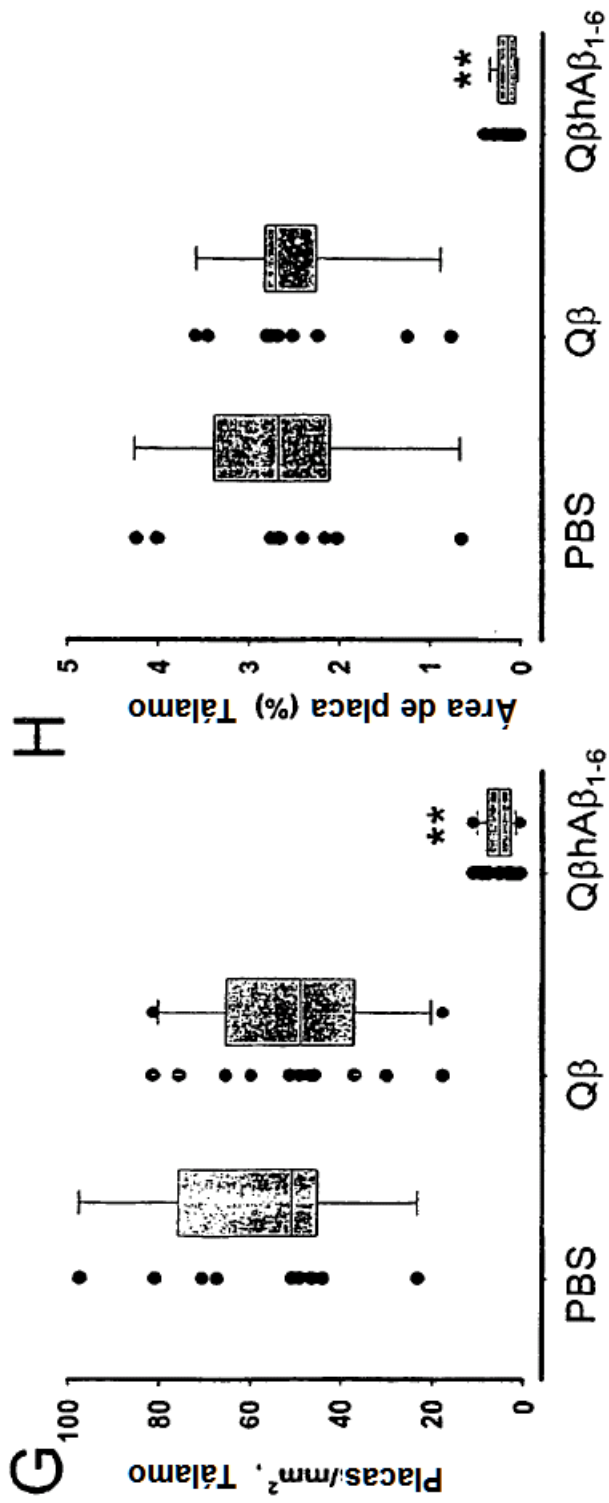 G
Placas/mm², Tálamo
100
80
60
40
20
0
PBS
Qβ
QβhAβ1-6
**
H
Área de placa (%) Tálamo
5
4
3
2
1
0
PBS
Qβ
QβhAβ1-6
**